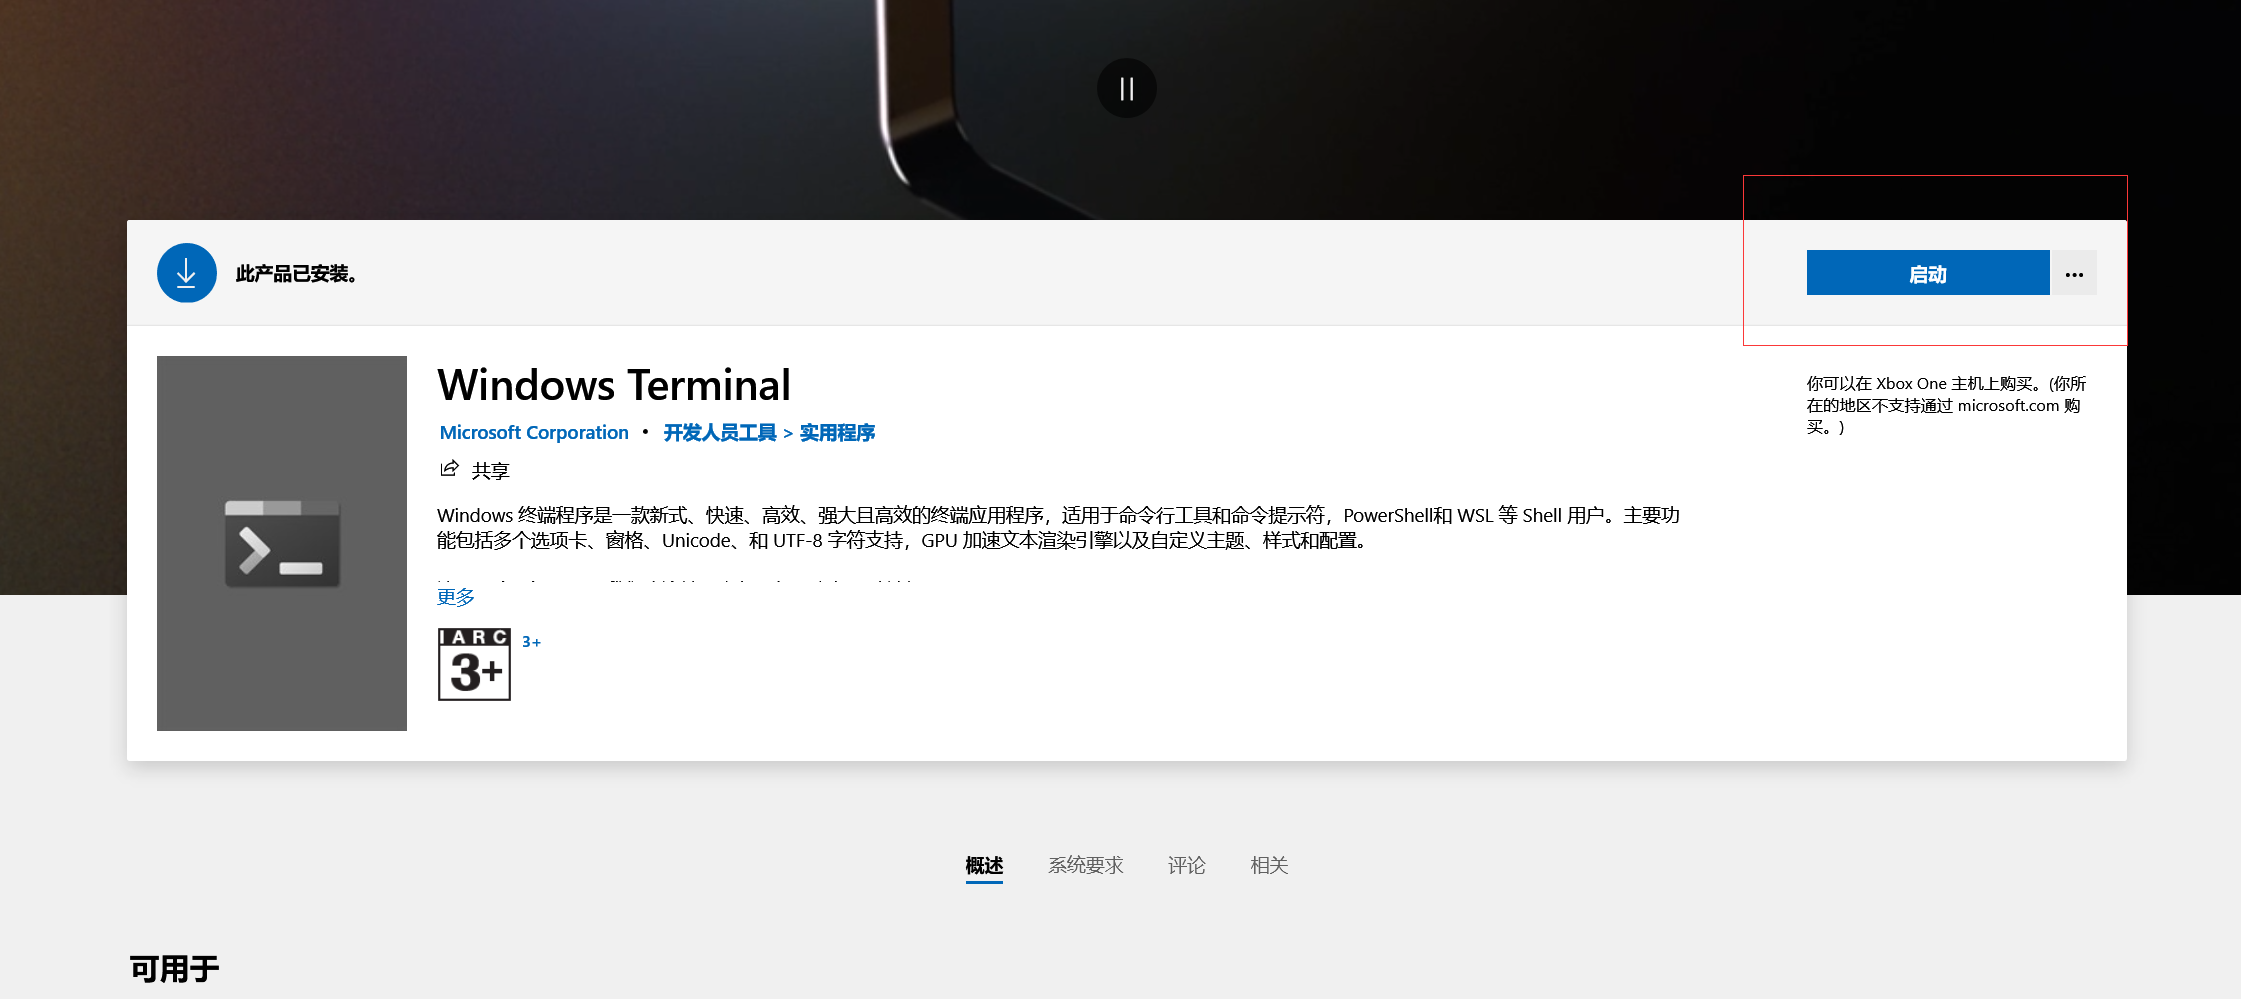 此产品已安装。
启动
Windows Terminal
Microsoft Corporation • 开发人员工具 > 实用程序
共享
你可以在 Xbox One 主机上购买。(你所
在的地区不支持通过 microsoft.com 购
买。)
Windows 终端程序是一款新式、快速、高效、强大且高效的终端应用程序，适用于命令行工具和命令提示符，PowerShell和 WSL 等 Shell 用户。主要功
能包括多个选项卡、窗格、Unicode、和 UTF-8 字符支持，GPU 加速文本渲染引擎以及自定义主题、样式和配置。
更多
IARC
3+
3+
概述 系统要求 评论 相关
可用于